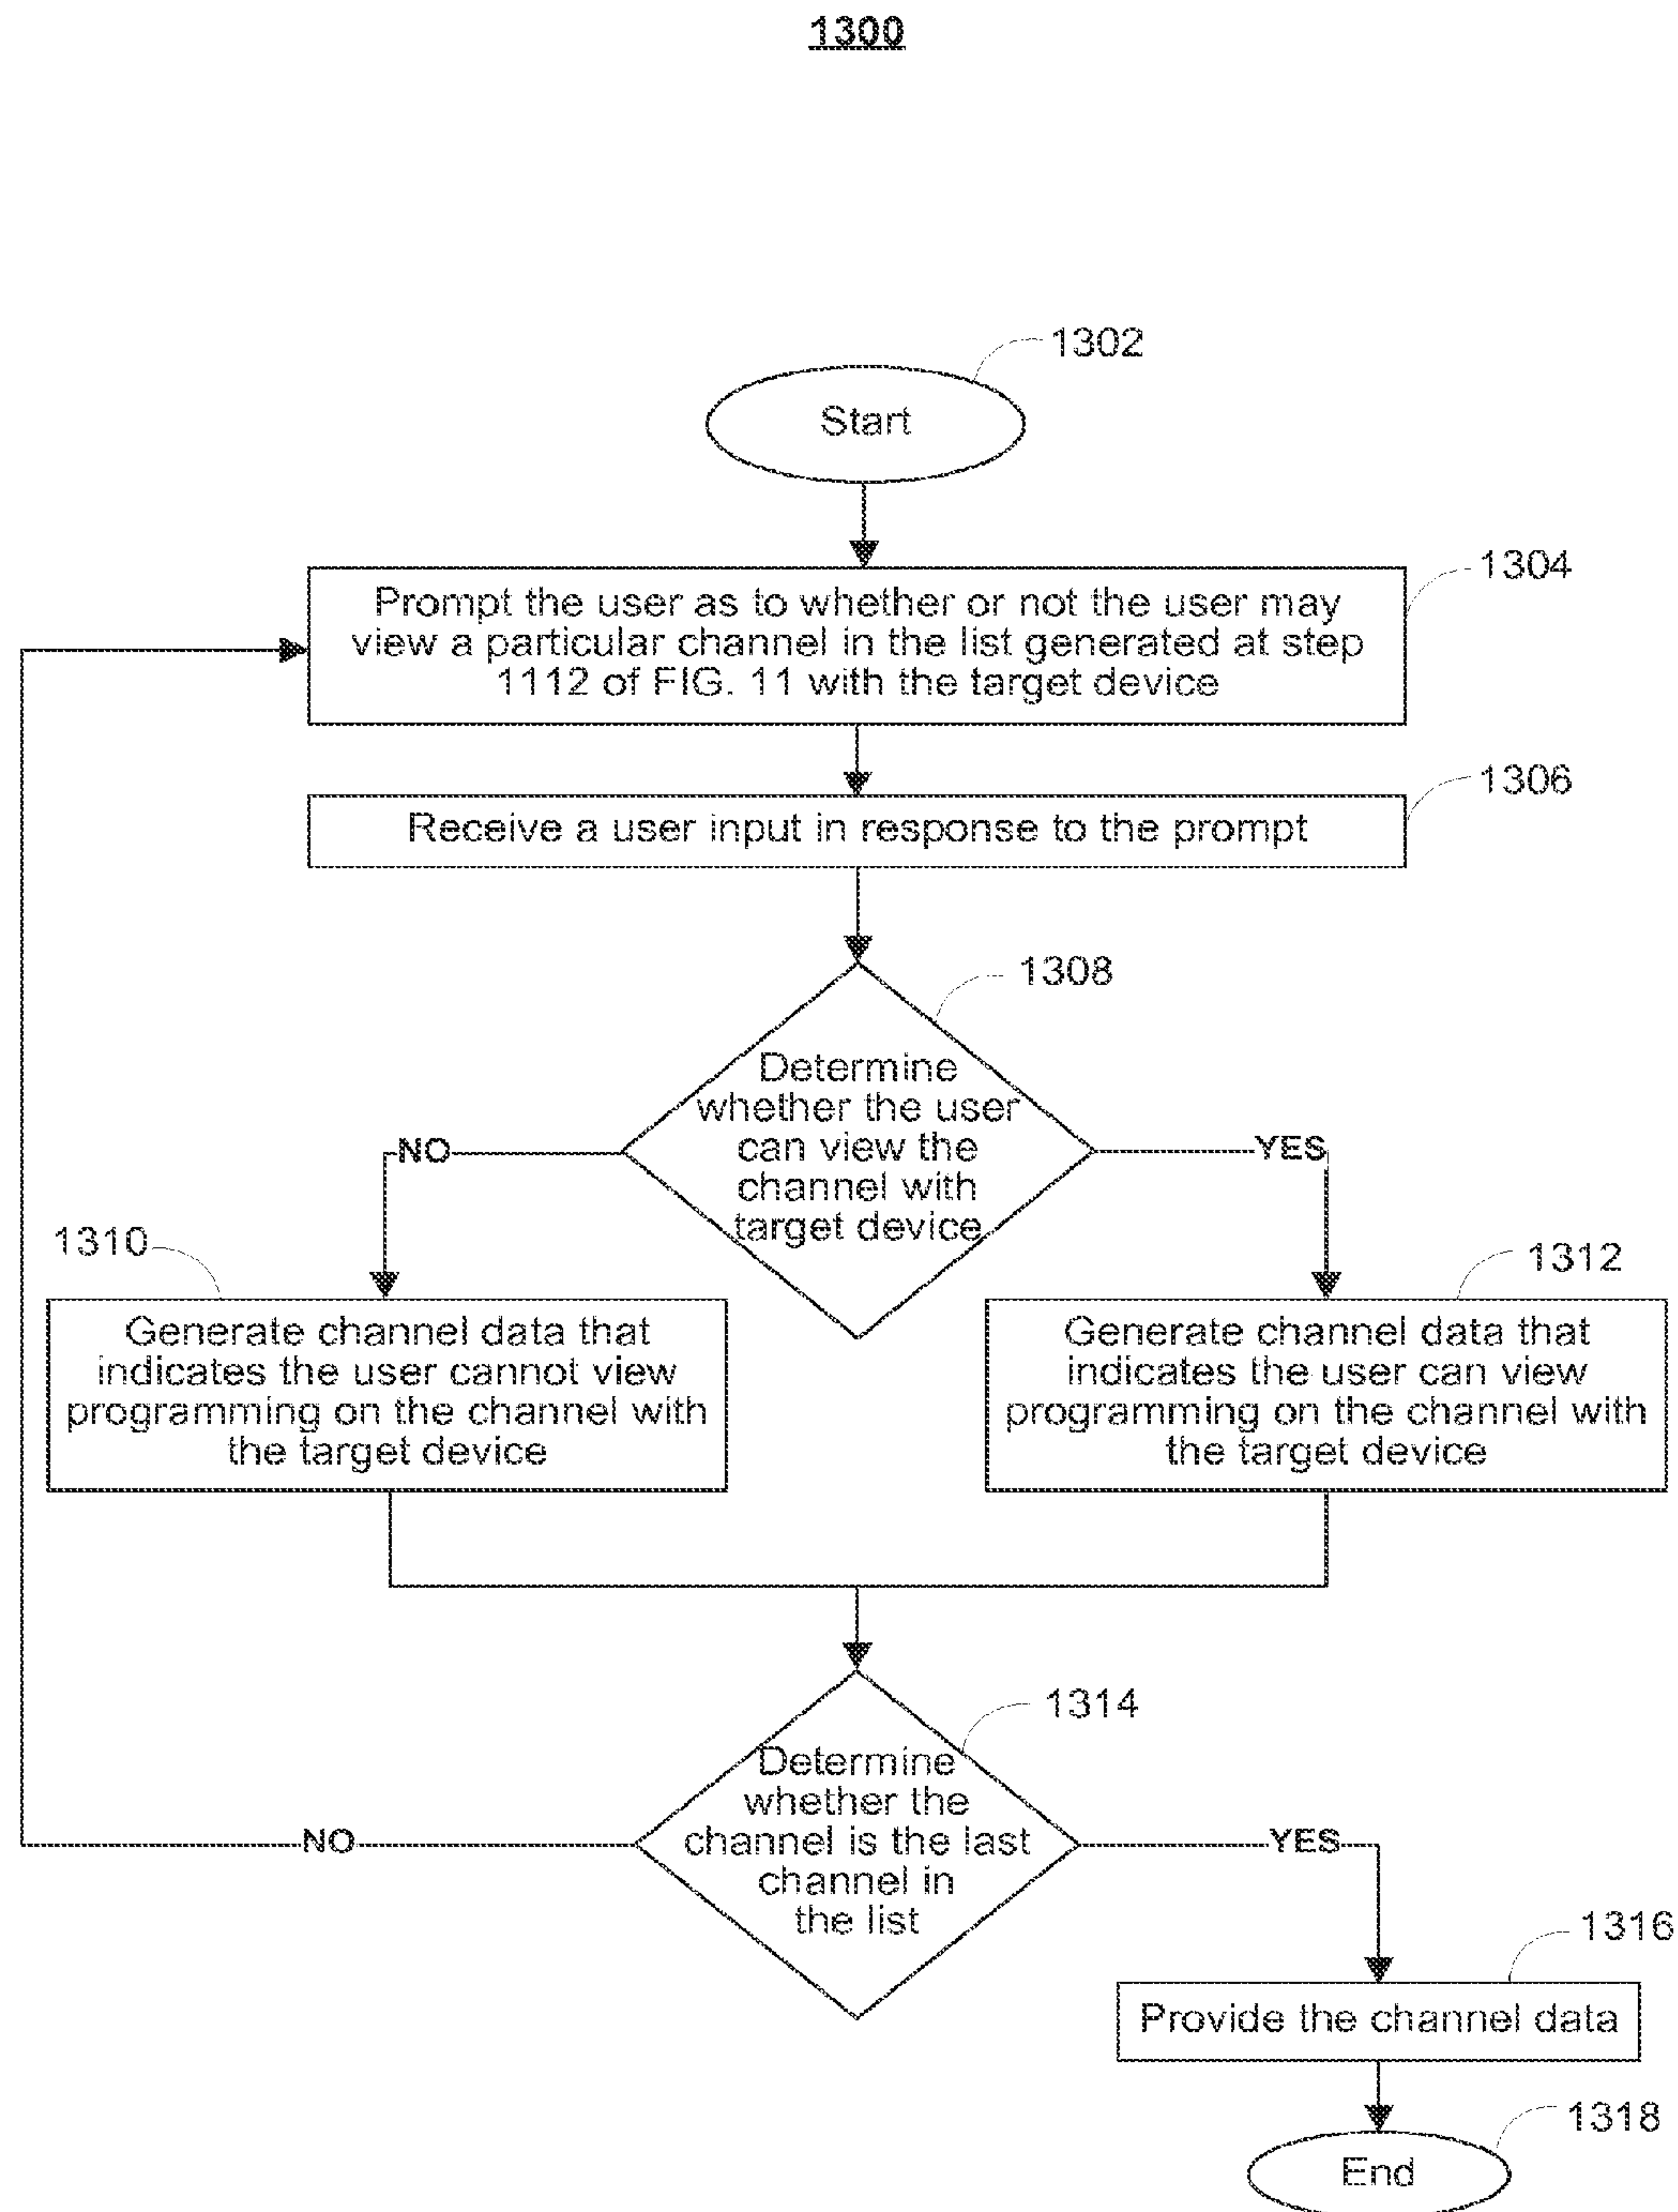 1300
1302
Start
1304
Prompt the user as to whether or not the user may
view a particular channel in the list generated at step
1112 of FIG. 11 with the target device
1306
Receive a user input in response to the prompt
1308
Determine
whether the user
can view the
channel with
target device
NO
YES
1310
Generate channel data that
indicates the user cannot view
programming on the channel with
the target device
1312
Generate channel data that
indicates the user can view
programming on the channel with
the target device
1314
Determine
whether the
channel is the last
channel in
the list
NO
YES
1316
Provide the channel data
1318
End